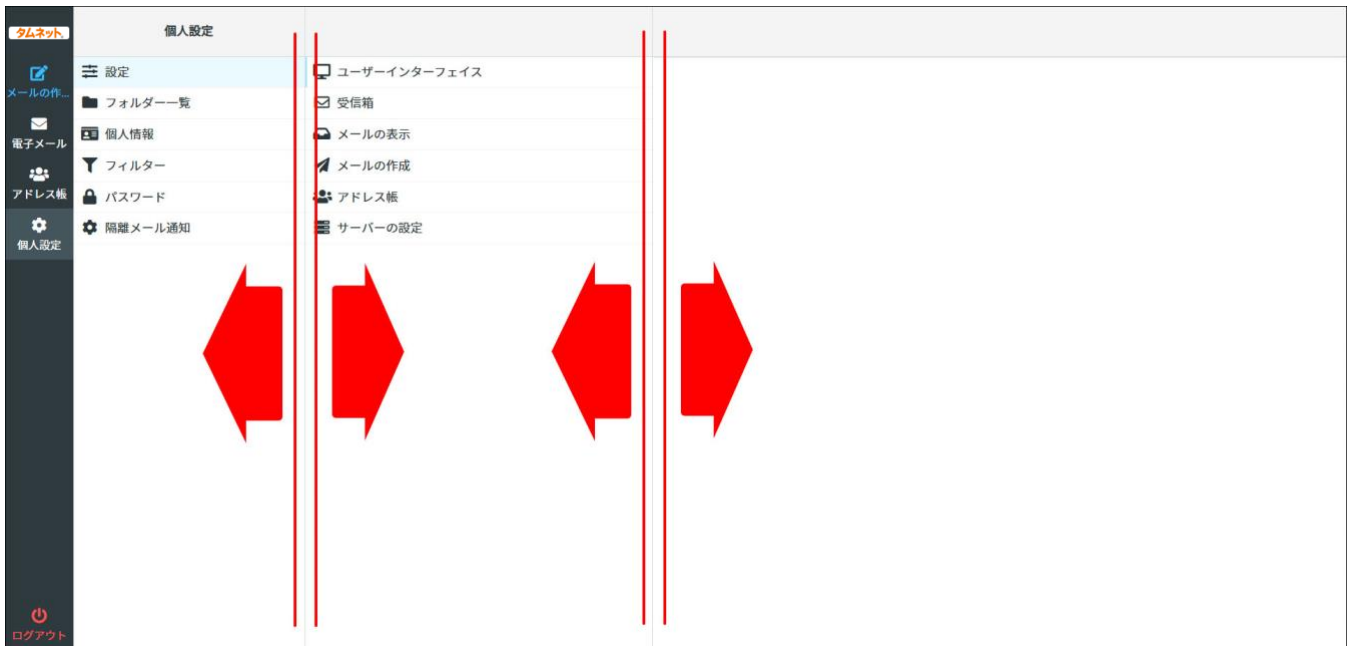 タムネット.
個人設定
メールの作...
電子メール
アドレス帳
個人設定
ログアウト
設定
フォルダー一覧
個人情報
フィルター
パスワード
隔離メール通知
ユーザーインターフェイス
受信箱
メールの表示
メールの作成
アドレス帳
サーバーの設定